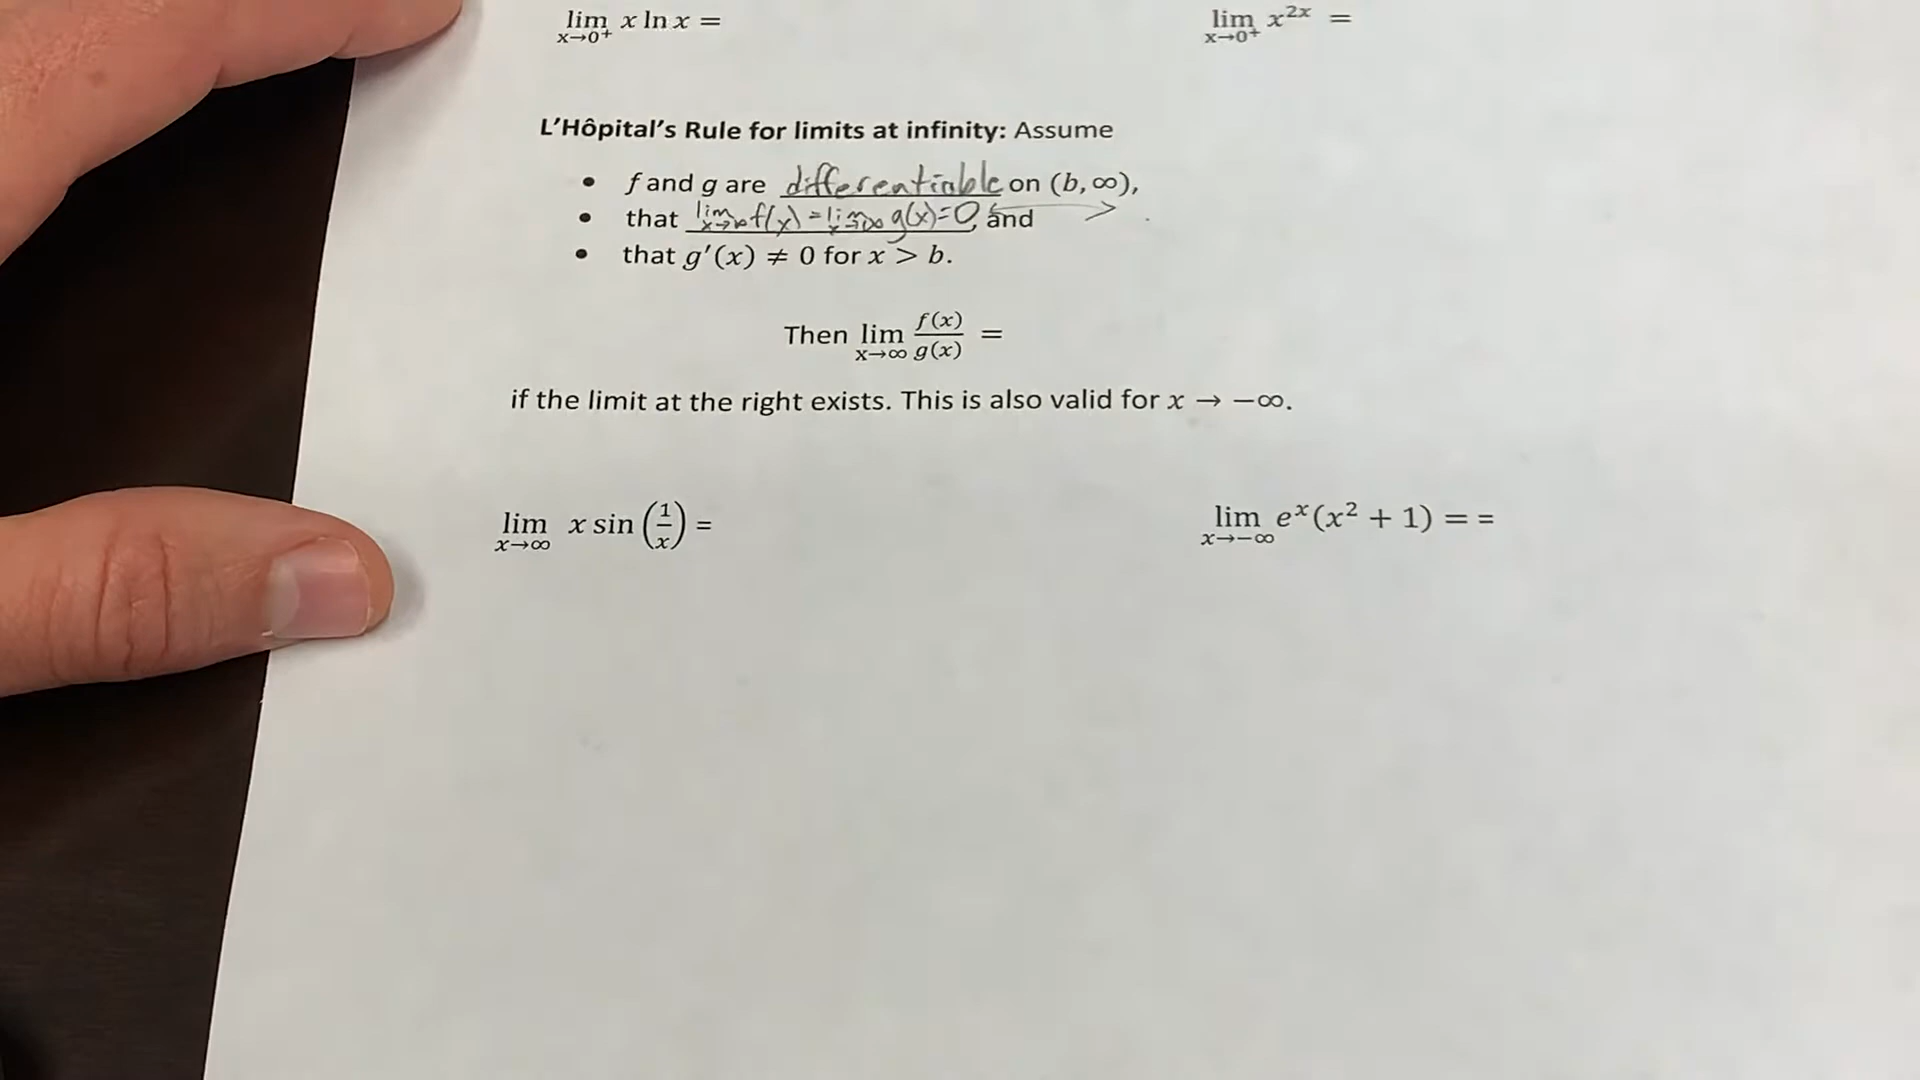 lim x→0⁺ x ln x =
lim x→0⁺ x²ˣ =
L'Hôpital's Rule for limits at infinity: Assume
• f and g are differentiable on (b, ∞),
• that lim x→∞ f(x) = lim x→∞ g(x) = 0, and
• that g′(x) ≠ 0 for x > b.
Then lim x→∞ f(x)/g(x) =
if the limit at the right exists. This is also valid for x → −∞.
lim x→∞ x sin (1/x) =
lim x→−∞ eˣ(x² + 1) = =